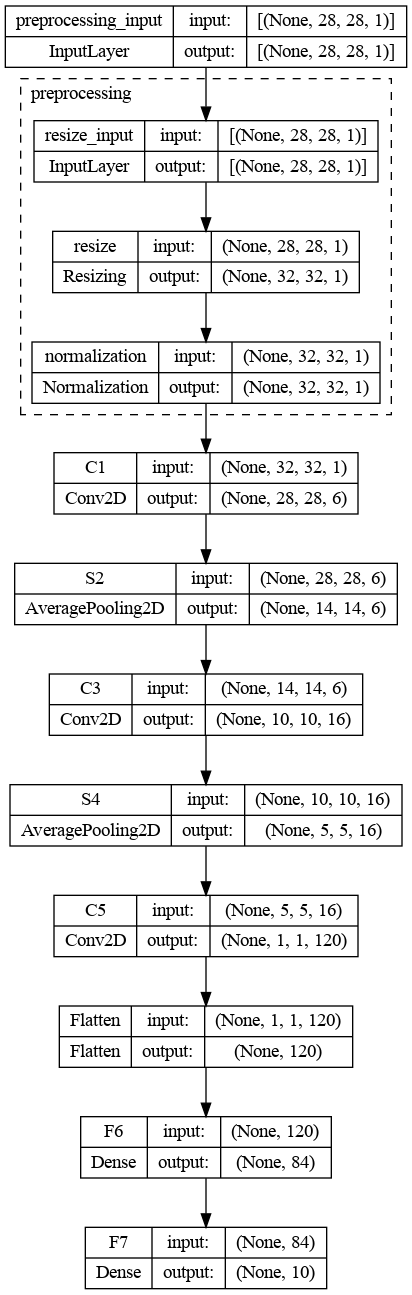 preprocessing_input input: [(None, 28, 28, 1)]
InputLayer output: [(None, 28, 28, 1)]
preprocessing
resize_input input: [(None, 28, 28, 1)]
InputLayer output: [(None, 28, 28, 1)]
resize input: (None, 28, 28, 1)
Resizing output: (None, 32, 32, 1)
normalization input: (None, 32, 32, 1)
Normalization output: (None, 32, 32, 1)
C1 input: (None, 32, 32, 1)
Conv2D output: (None, 28, 28, 6)
S2 input: (None, 28, 28, 6)
AveragePooling2D output: (None, 14, 14, 6)
C3 input: (None, 14, 14, 6)
Conv2D output: (None, 10, 10, 16)
S4 input: (None, 10, 10, 16)
AveragePooling2D output: (None, 5, 5, 16)
C5 input: (None, 5, 5, 16)
Conv2D output: (None, 1, 1, 120)
Flatten input: (None, 1, 1, 120)
Flatten output: (None, 120)
F6 input: (None, 120)
Dense output: (None, 84)
F7 input: (None, 84)
Dense output: (None, 10)